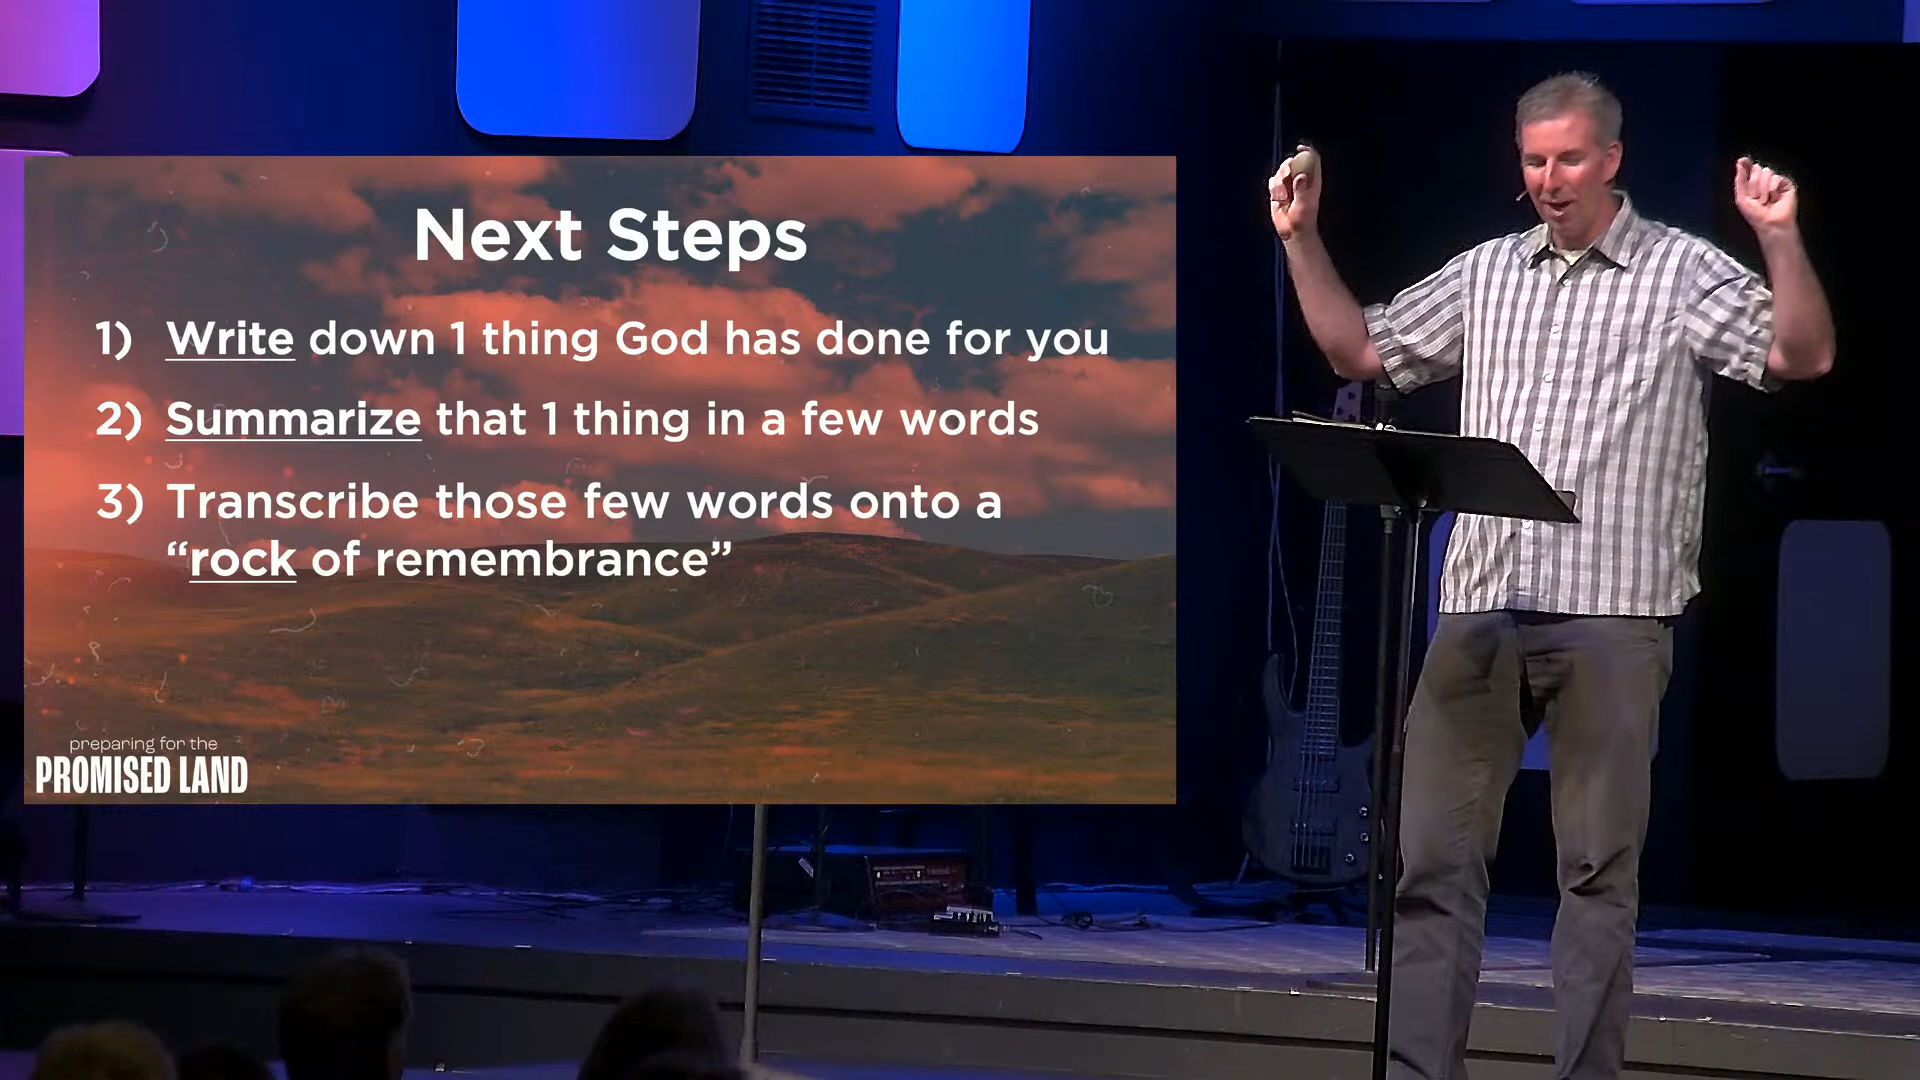 Next Steps
1) Write down 1 thing God has done for you
2) Summarize that 1 thing in a few words
3) Transcribe those few words onto a
“rock of remembrance”
preparing for the
PROMISED LAND